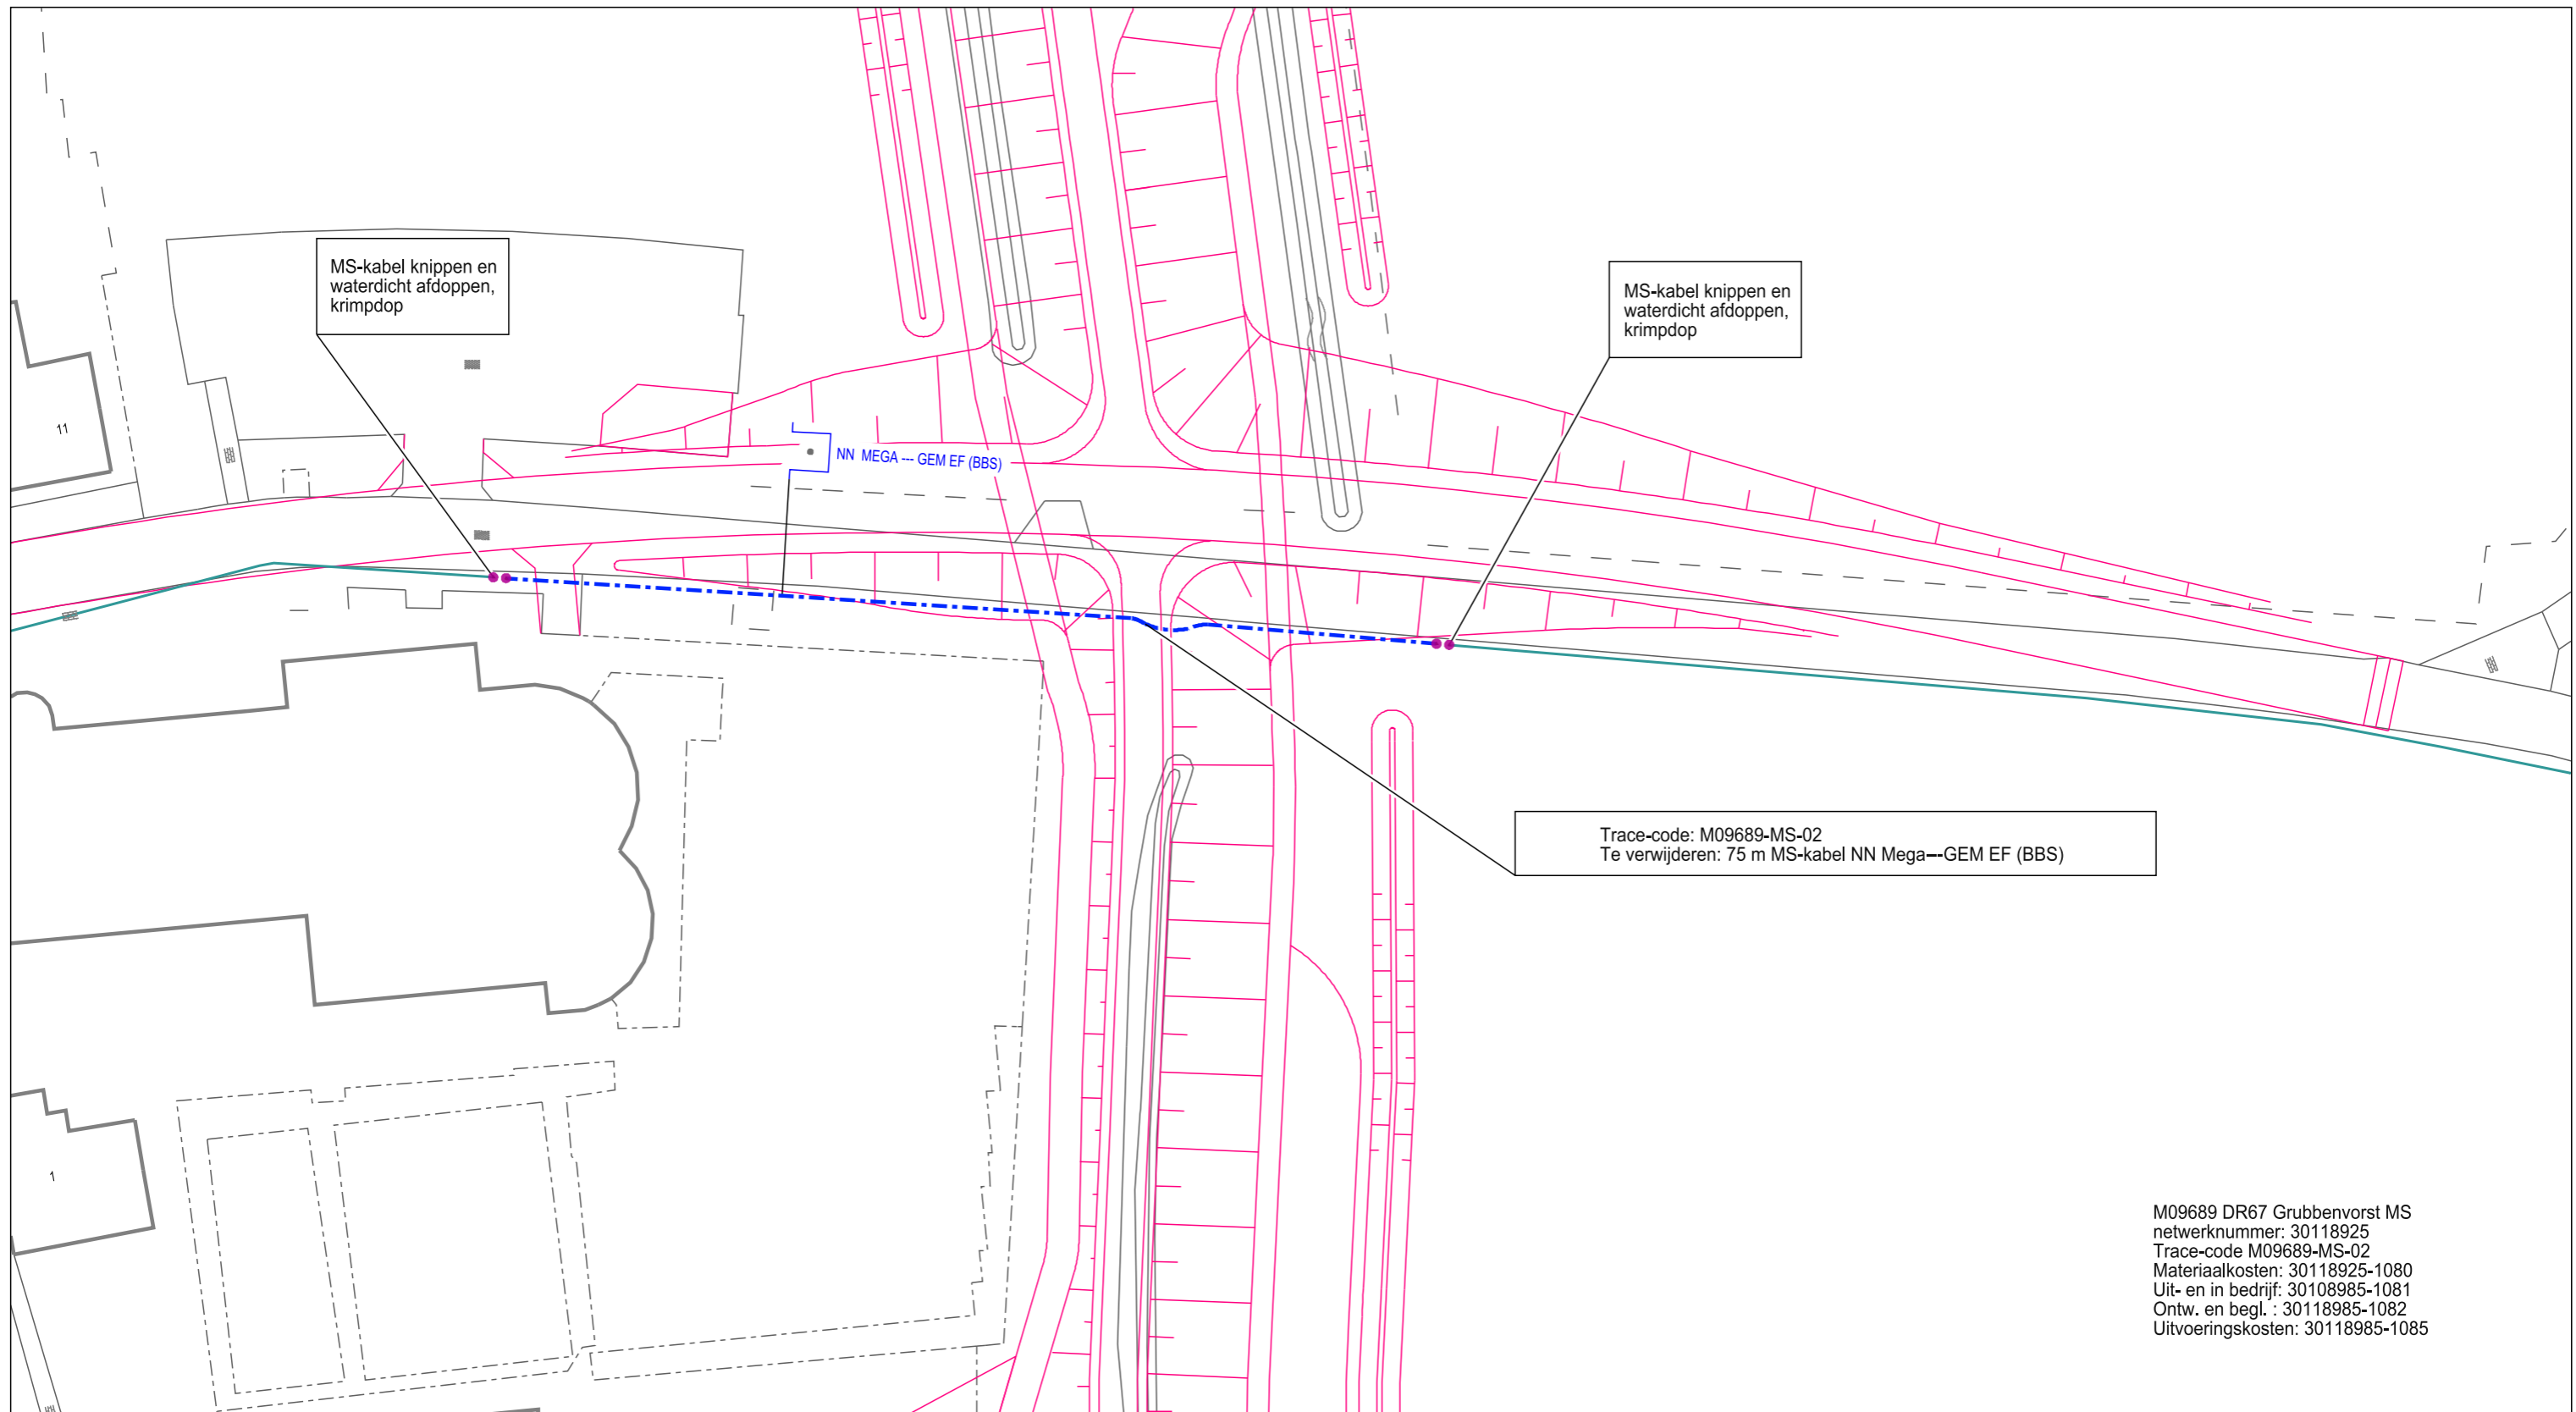 MS-kabel knippen en
waterdicht afdoppen,
krimpdop
MS-kabel knippen en
waterdicht afdoppen,
krimpdop
11
NN MEGA --- GEM EF (BBS)
Trace-code: M09689-MS-02
Te verwijderen: 75 m MS-kabel NN Mega---GEM EF (BBS)
1
M09689 DR67 Grubbenvorst MS
netwerknummer: 30118925
Trace-code M09689-MS-02
Materiaalkosten: 30118925-1080
Uit- en in bedrijf: 30108985-1081
Ontw. en begl. : 30118985-1082
Uitvoeringskosten: 30118985-1085